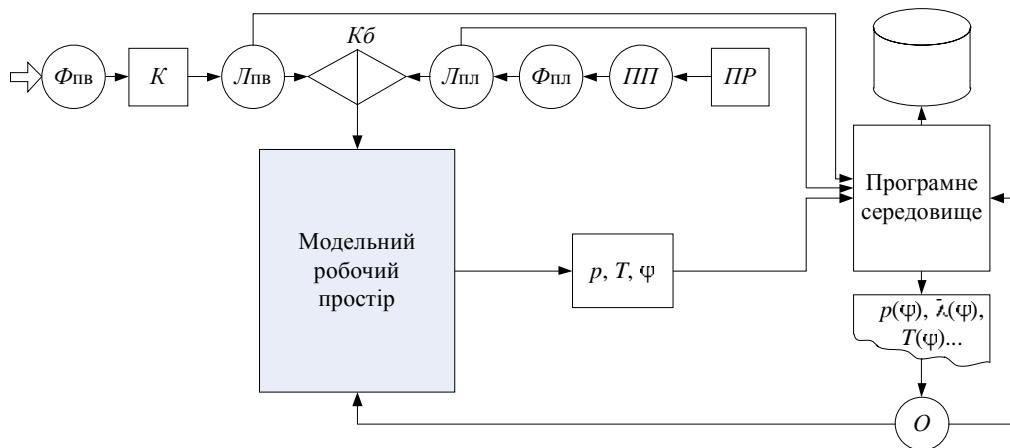 Кб
Фпв
К
Лпв
Лпл
Фпл
ПП
ПР
Програмне
середовище
Модельний
робочий
простір
p, T, φ
p(φ), λ(φ),
T(φ)...
О